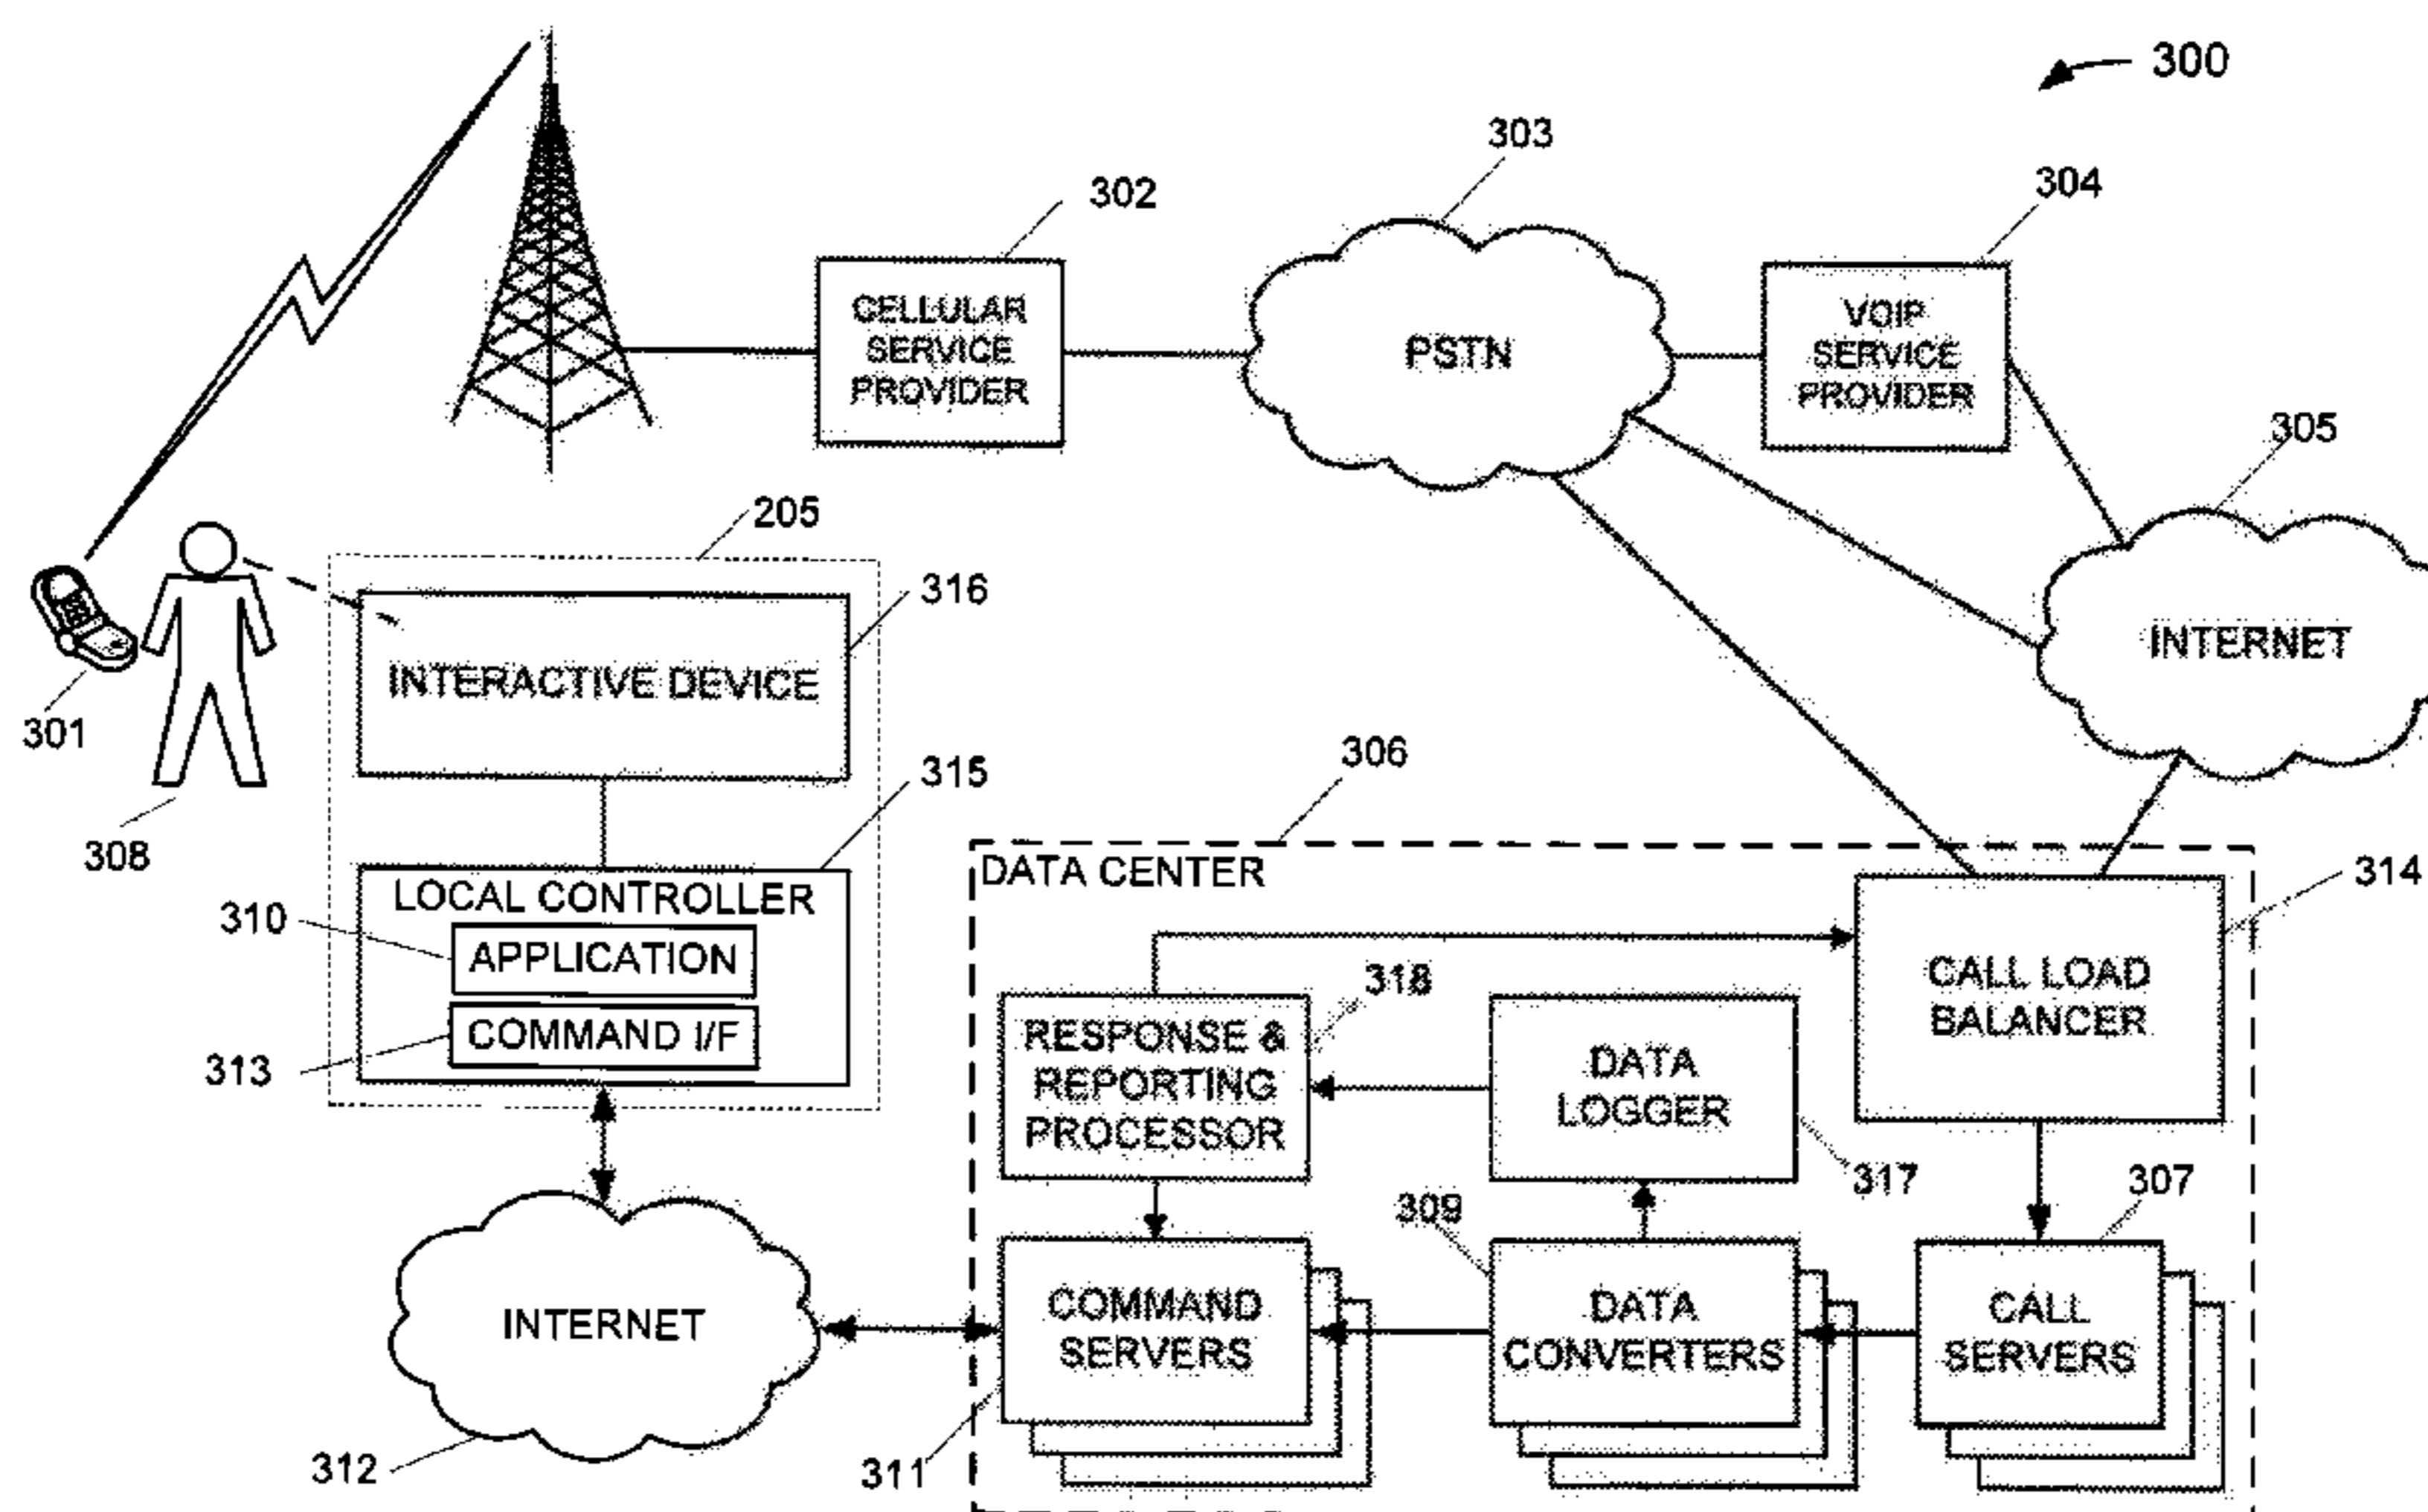 300
303
302
304
CELLULAR
SERVICE
PROVIDER
PSTN
VOIP
SERVICE
PROVIDER
305
205
316
INTERACTIVE DEVICE
INTERNET
301
315
306
308
DATA CENTER
314
LOCAL CONTROLLER
310
APPLICATION
318
CALL LOAD
BALANCER
COMMAND I/F
313
RESPONSE &
REPORTING
PROCESSOR
DATA
LOGGER
317
307
309
INTERNET
COMMAND
SERVERS
DATA
CONVERTERS
CALL
SERVERS
312
311